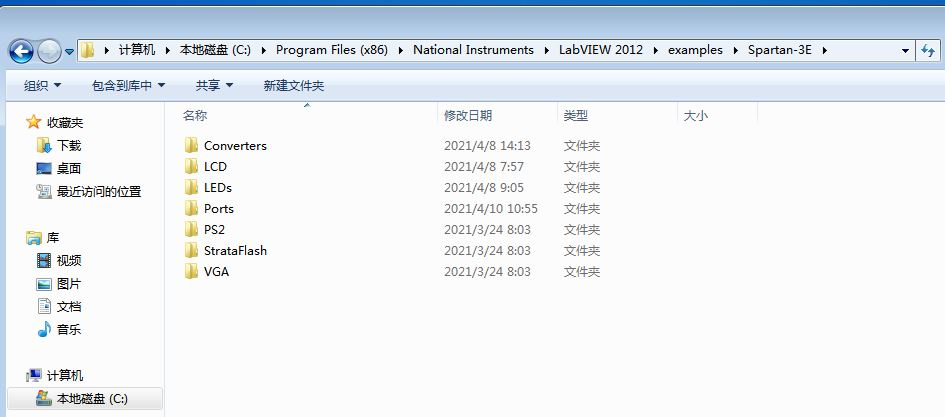 计算机 本地磁盘 (C:) Program Files (x86) National Instruments LabVIEW 2012 examples Spartan-3E
组织 包含到库中 共享 新建文件夹
收藏夹
下载
桌面
最近访问的位置
库
视频
图片
文档
音乐
计算机
本地磁盘 (C:)
名称 修改日期 类型 大小
Converters 2021/4/8 14:13 文件夹
LCD 2021/4/8 7:57 文件夹
LEDs 2021/4/8 9:05 文件夹
Ports 2021/4/10 10:55 文件夹
PS2 2021/3/24 8:03 文件夹
StrataFlash 2021/3/24 8:03 文件夹
VGA 2021/3/24 8:03 文件夹